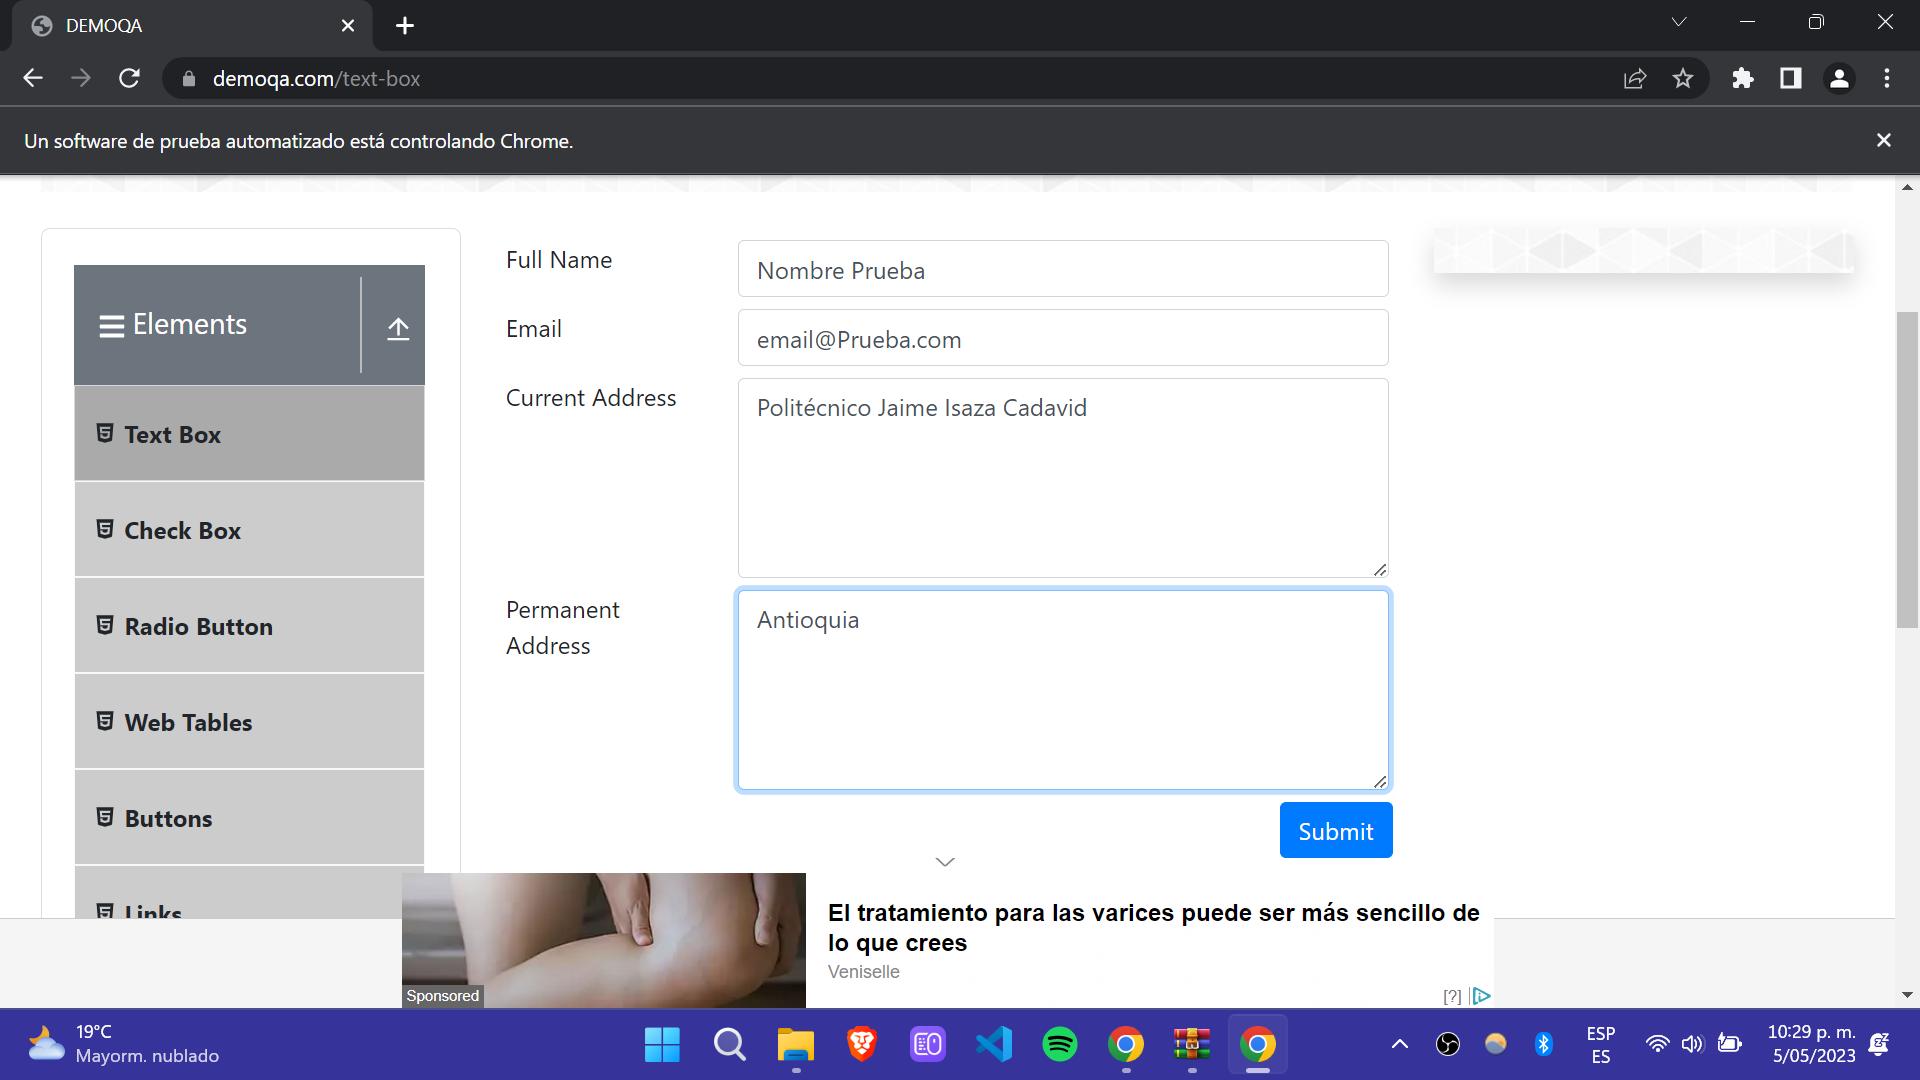 DEMOQA
demoqa.com/text-box
Un software de prueba automatizado está controlando Chrome.
Elements
Text Box
Check Box
Radio Button
Web Tables
Buttons
Links
Full Name
Nombre Prueba
Email
email@Prueba.com
Current Address
Politécnico Jaime Isaza Cadavid
Permanent
Address
Antioquia
Submit
Sponsored
El tratamiento para las varices puede ser más sencillo de
lo que crees
Veniselle
[?]
19°C
Mayorm. nublado
ESP
ES
10:29 p. m.
5/05/2023